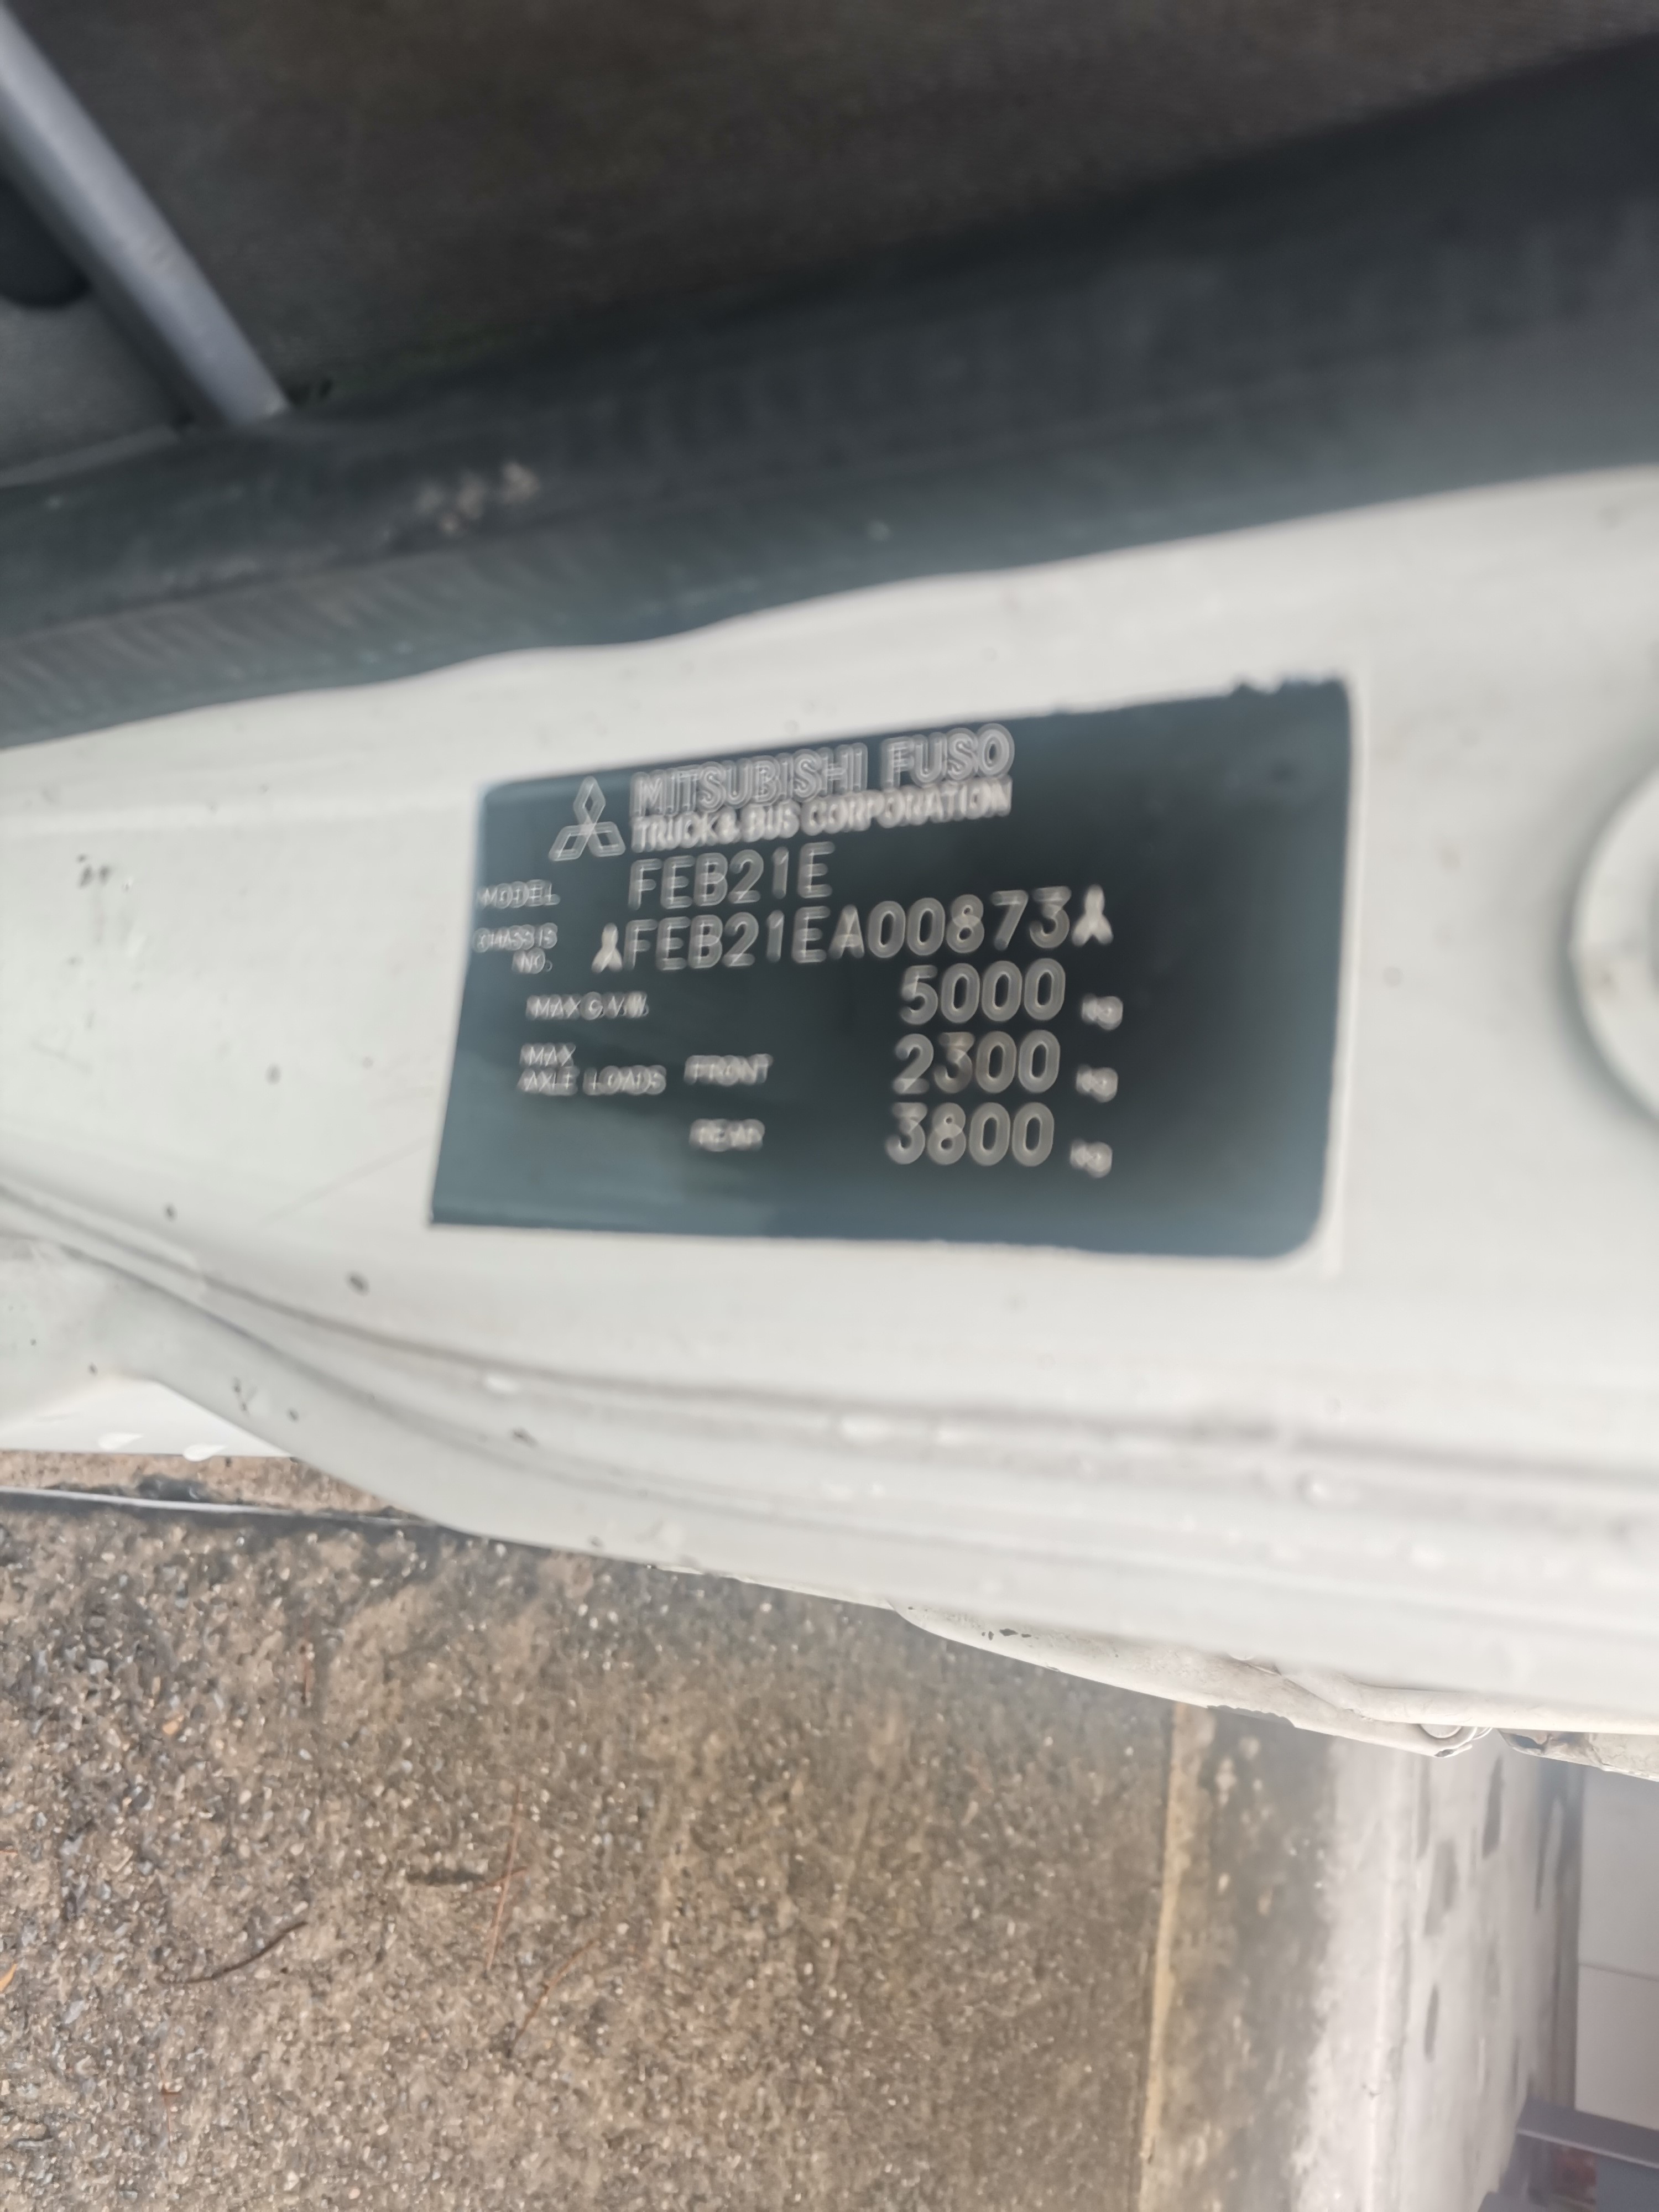 MITSUBISHI FUSO
TRUCK & BUS CORPORATION
MODEL FEB21E
CHASSIS NO. FEB21EA00873
MAX G.V.W. 5000 kg
MAX AXLE LOADS FRONT 2300 kg
REAR 3800 kg